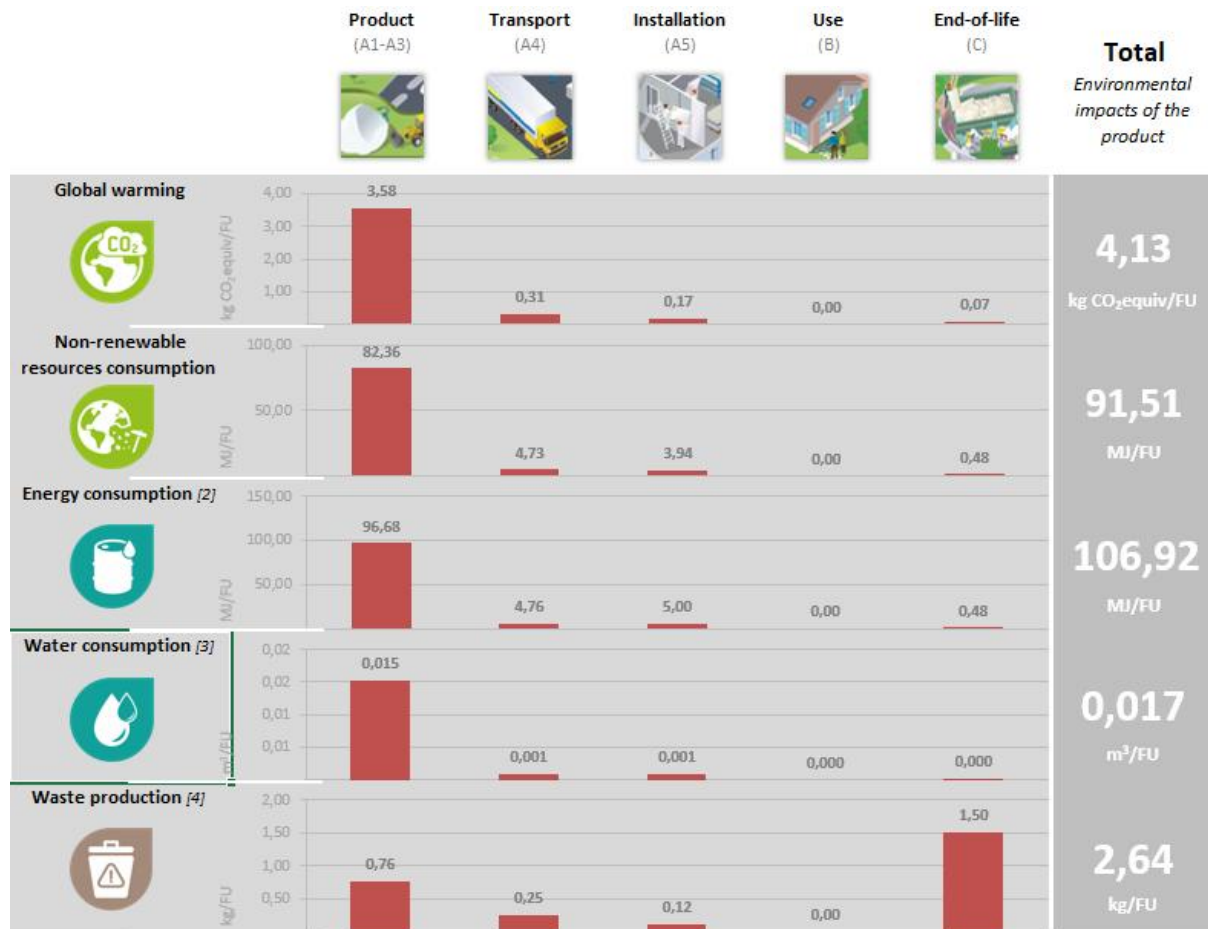 Product
(A1-A3)
Transport
(A4)
Installation
(A5)
Use
(B)
End-of-life
(C)
Total
Environmental
impacts of the
product
Global warming
CO₂
kg CO₂equiv/FU
4,00
3,00
2,00
1,00
3,58
0,31
0,17
0,00
0,07
4,13
kg CO₂equiv/FU
Non-renewable
resources consumption
MJ/FU
100,00
50,00
82,36
4,73
3,94
0,00
0,48
91,51
MJ/FU
Energy consumption [2]
MJ/FU
150,00
100,00
50,00
96,68
4,76
5,00
0,00
0,48
106,92
MJ/FU
Water consumption [3]
m³/FU
0,02
0,02
0,01
0,01
0,015
0,001
0,001
0,000
0,000
0,017
m³/FU
Waste production [4]
kg/FU
2,00
1,50
1,00
0,50
0,76
0,25
0,12
0,00
1,50
2,64
kg/FU